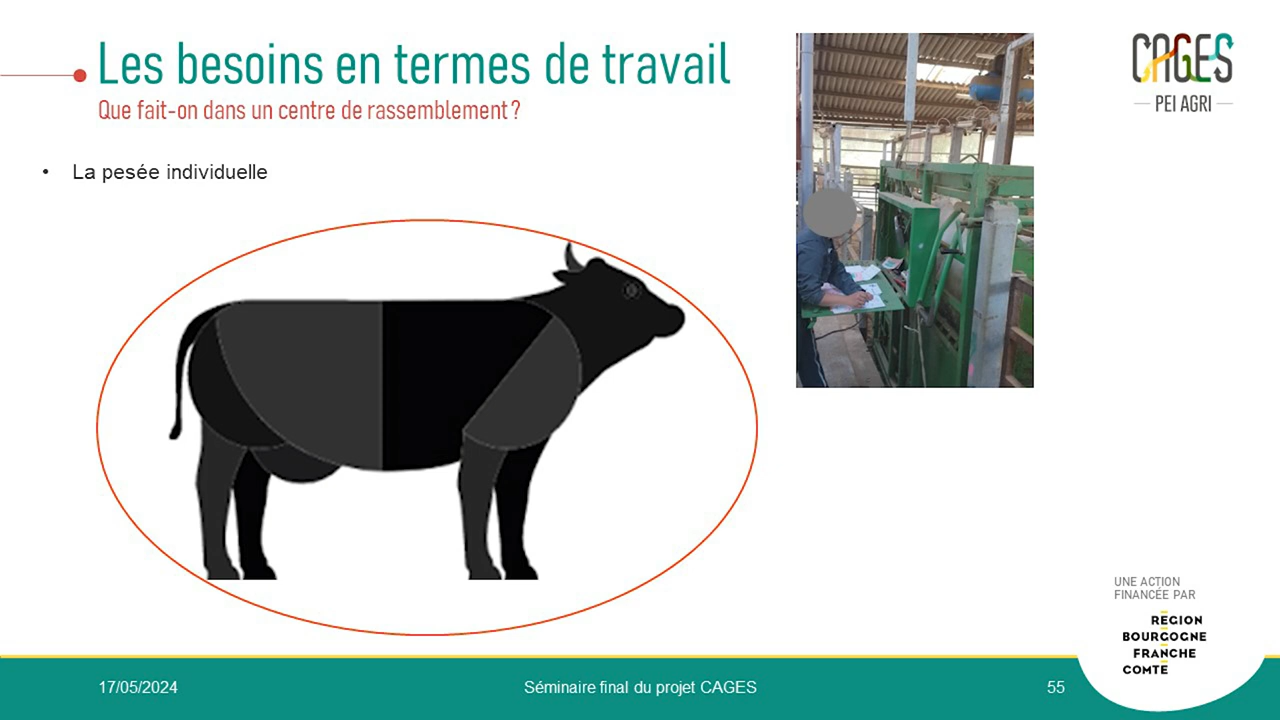 Les besoins en termes de travail
Que fait-on dans un centre de rassemblement ?
CAGES
PEI AGRI
• La pesée individuelle
UNE ACTION
FINANCÉE PAR
REGION
BOURGOGNE
FRANCHE
COMTE
17/05/2024
Séminaire final du projet CAGES
55